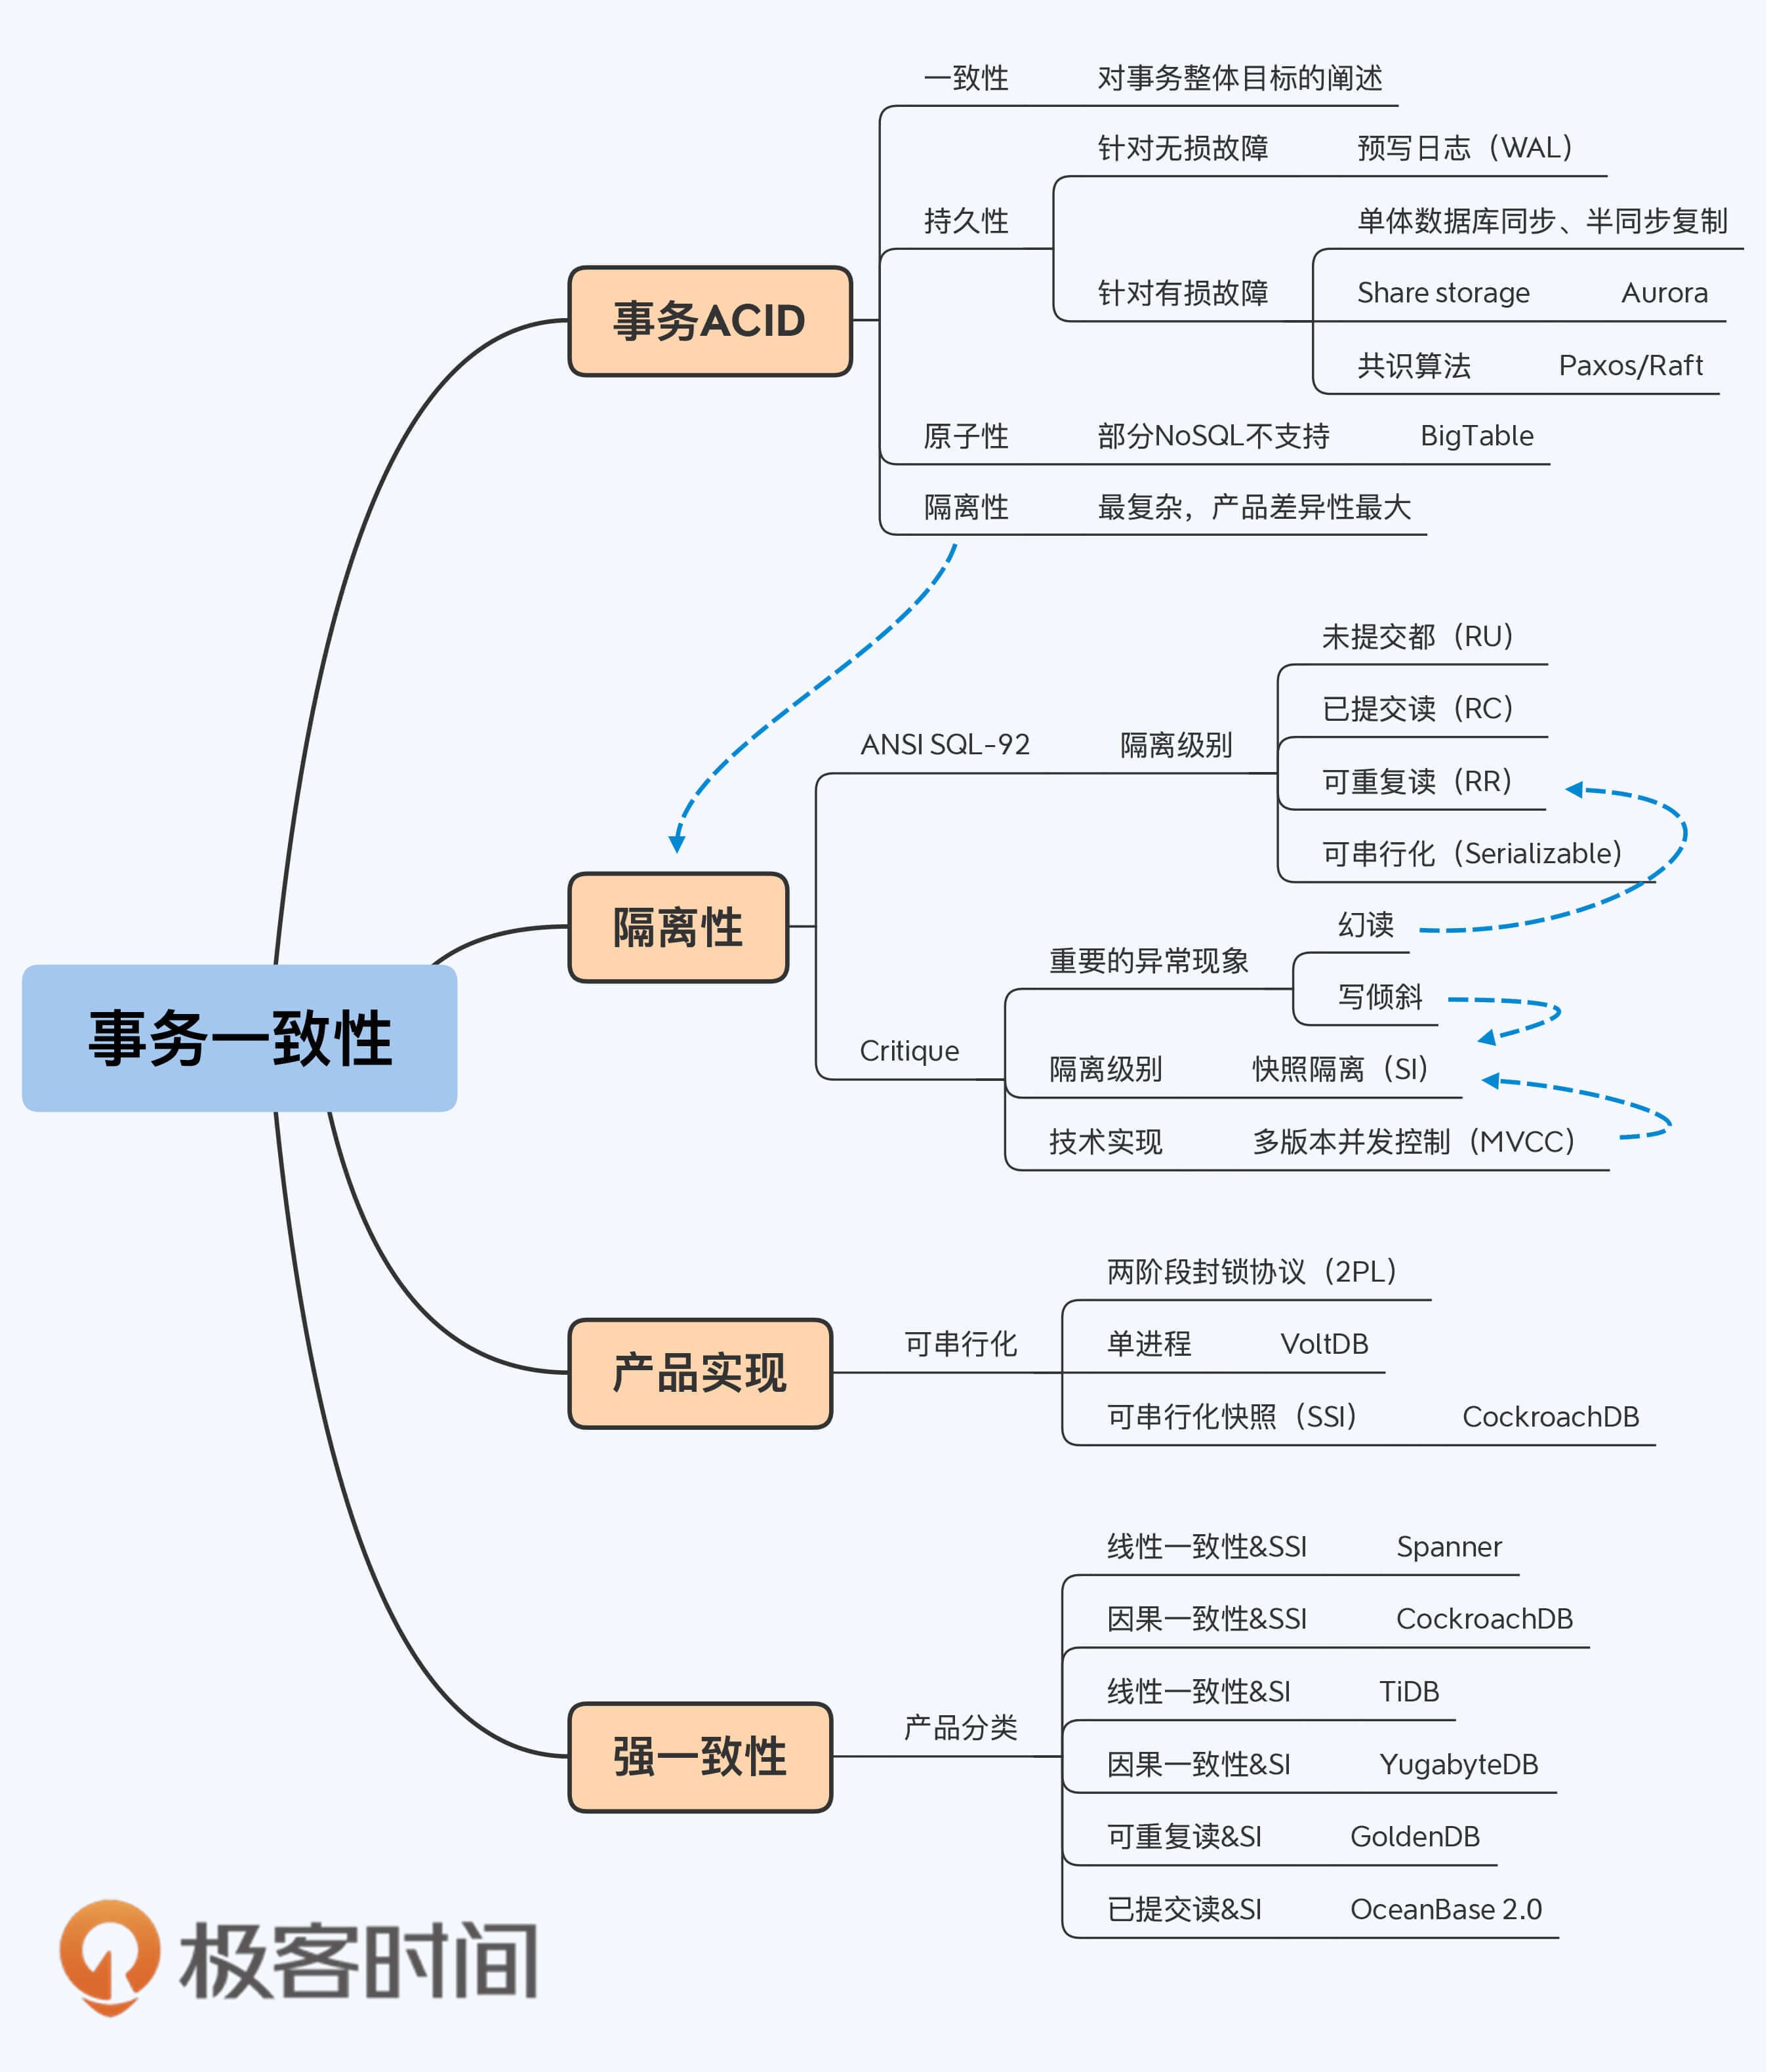 事务一致性
事务ACID
一致性 对事务整体目标的阐述
持久性
针对无损故障 预写日志（WAL）
针对有损故障
单体数据库同步、半同步复制
Share storage Aurora
共识算法 Paxos/Raft
原子性 部分NoSQL不支持 BigTable
隔离性 最复杂，产品差异性最大
隔离性
ANSI SQL-92 隔离级别
未提交都（RU）
已提交读（RC）
可重复读（RR）
可串行化（Serializable）
Critique
重要的异常现象
幻读
写倾斜
隔离级别 快照隔离（SI）
技术实现 多版本并发控制（MVCC）
产品实现
可串行化
两阶段封锁协议（2PL）
单进程 VoltDB
可串行化快照（SSI） CockroachDB
强一致性
产品分类
线性一致性&SSI Spanner
因果一致性&SSI CockroachDB
线性一致性&SI TiDB
因果一致性&SI YugabyteDB
可重复读&SI GoldenDB
已提交读&SI OceanBase 2.0
极客时间